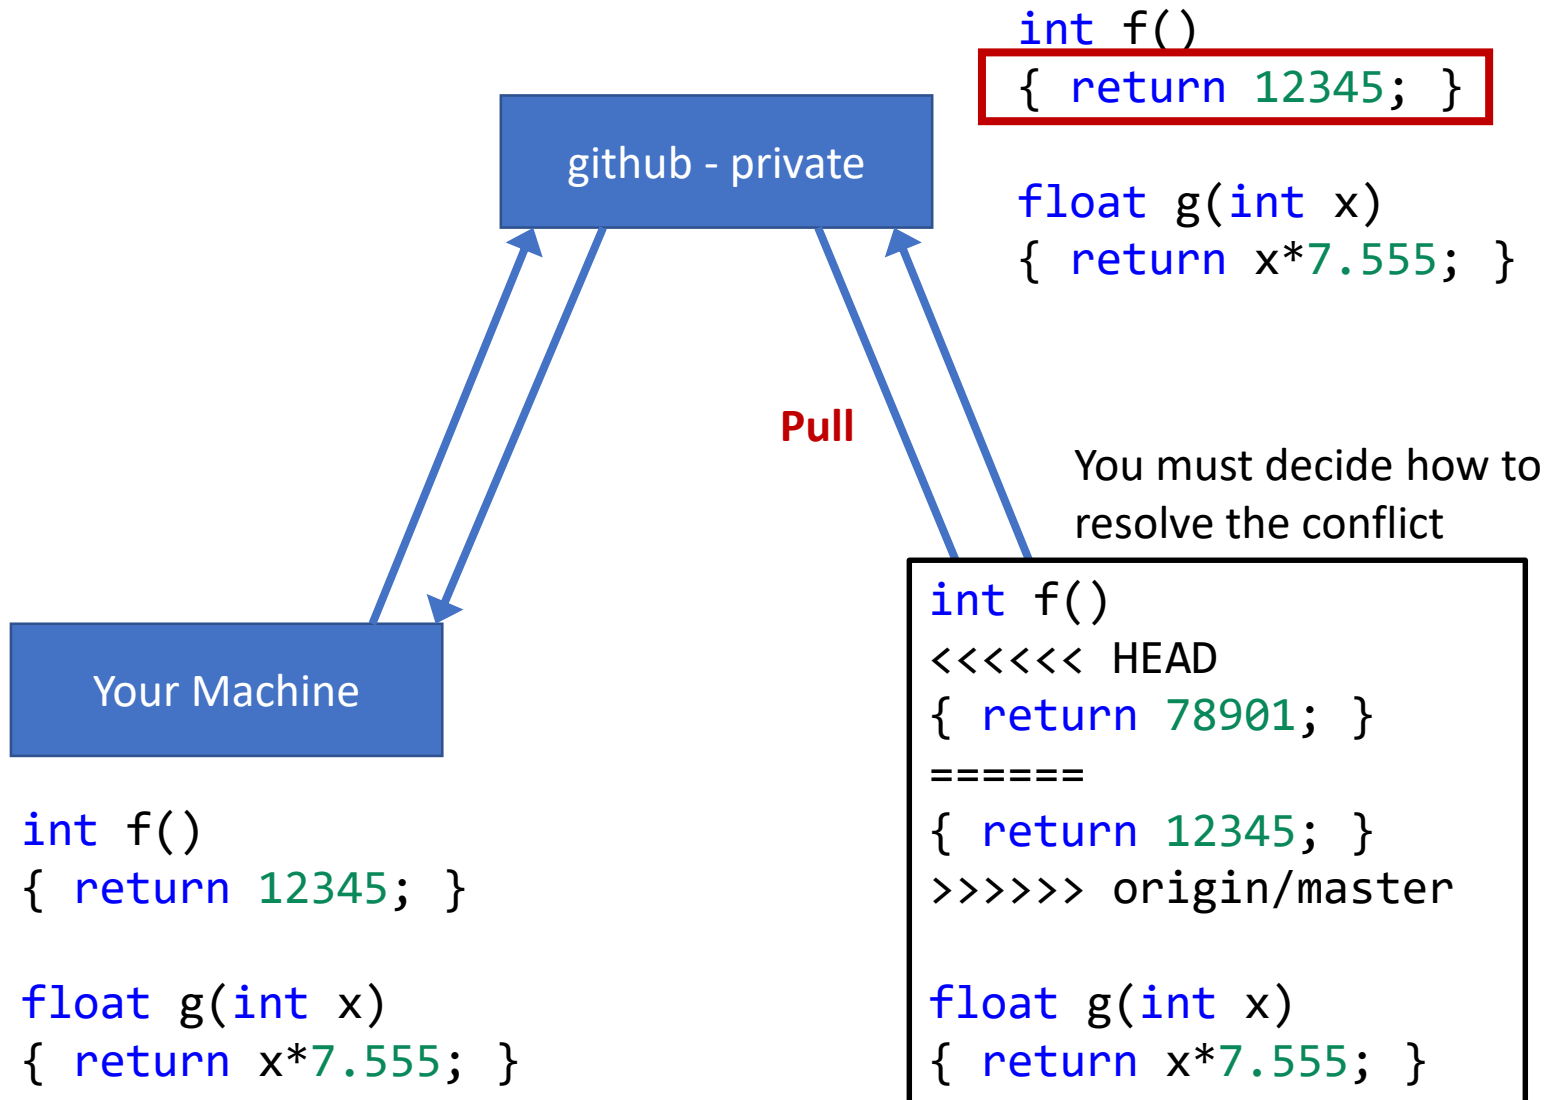 int f()
{ return 12345; }
float g(int x)
{ return x*7.555; }
github - private
Pull
You must decide how to
resolve the conflict
Your Machine
int f()
{ return 12345; }
float g(int x)
{ return x*7.555; }
int f()
<<<<<< HEAD
{ return 78901; }
======
{ return 12345; }
>>>>>> origin/master
float g(int x)
{ return x*7.555; }